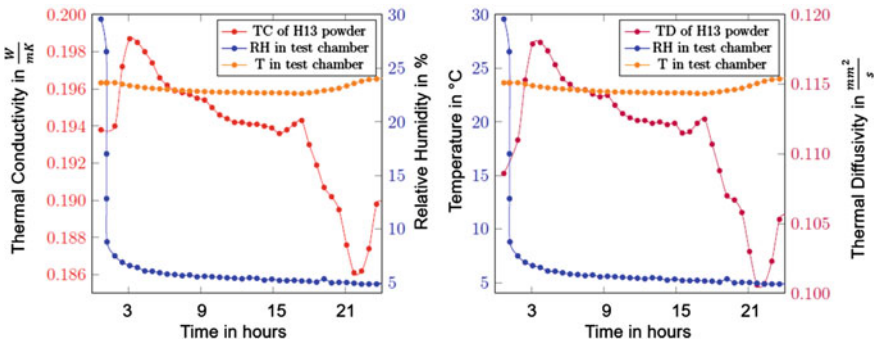 0.200
0.198
0.196
0.194
0.192
0.190
0.188
0.186
Thermal Conductivity in W/mK
TC of H13 powder
RH in test chamber
T in test chamber
30
25
20
15
10
5
Relative Humidity in %
3 9 15 21
Time in hours
Temperature in °C
30
25
20
15
10
5
TD of H13 powder
RH in test chamber
T in test chamber
0.120
0.115
0.110
0.105
0.100
Thermal Diffusivity in mm²/s
3 9 15 21
Time in hours